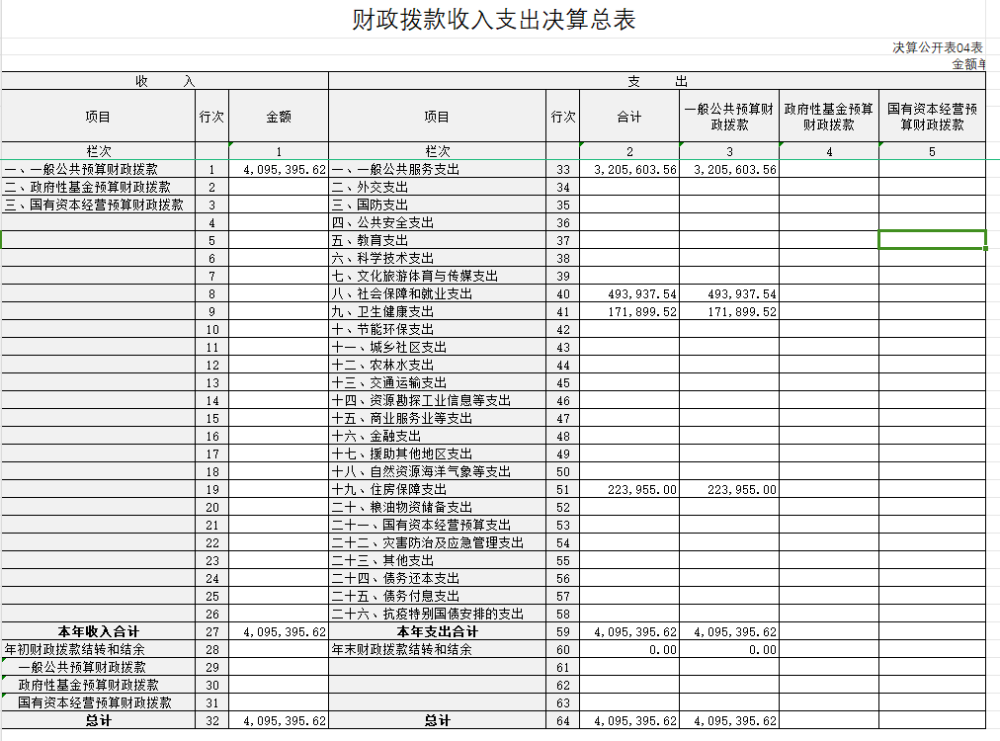 财政拨款收入支出决算总表
决算公开表04表
金额单
收 入 支 出
项目 行次 金额 项目 行次 合计 一般公共预算财政拨款 政府性基金预算财政拨款 国有资本经营预算财政拨款
栏次 1 栏次 2 3 4 5
一、一般公共预算财政拨款 1 4,095,395.62 一、一般公共服务支出 33 3,205,603.56 3,205,603.56
二、政府性基金预算财政拨款 2 二、外交支出 34
三、国有资本经营预算财政拨款 3 三、国防支出 35
4 四、公共安全支出 36
5 五、教育支出 37
6 六、科学技术支出 38
7 七、文化旅游体育与传媒支出 39
8 八、社会保障和就业支出 40 493,937.54 493,937.54
9 九、卫生健康支出 41 171,899.52 171,899.52
10 十、节能环保支出 42
11 十一、城乡社区支出 43
12 十二、农林水支出 44
13 十三、交通运输支出 45
14 十四、资源勘探工业信息等支出 46
15 十五、商业服务业等支出 47
16 十六、金融支出 48
17 十七、援助其他地区支出 49
18 十八、自然资源海洋气象等支出 50
19 十九、住房保障支出 51 223,955.00 223,955.00
20 二十、粮油物资储备支出 52
21 二十一、国有资本经营预算支出 53
22 二十二、灾害防治及应急管理支出 54
23 二十三、其他支出 55
24 二十四、债务还本支出 56
25 二十五、债务付息支出 57
26 二十六、抗疫特别国债安排的支出 58
本年收入合计 27 4,095,395.62 本年支出合计 59 4,095,395.62 4,095,395.62
年初财政拨款结转和结余 28 年末财政拨款结转和结余 60 0.00 0.00
一般公共预算财政拨款 29 61
政府性基金预算财政拨款 30 62
国有资本经营预算财政拨款 31 63
总计 32 4,095,395.62 总计 64 4,095,395.62 4,095,395.62